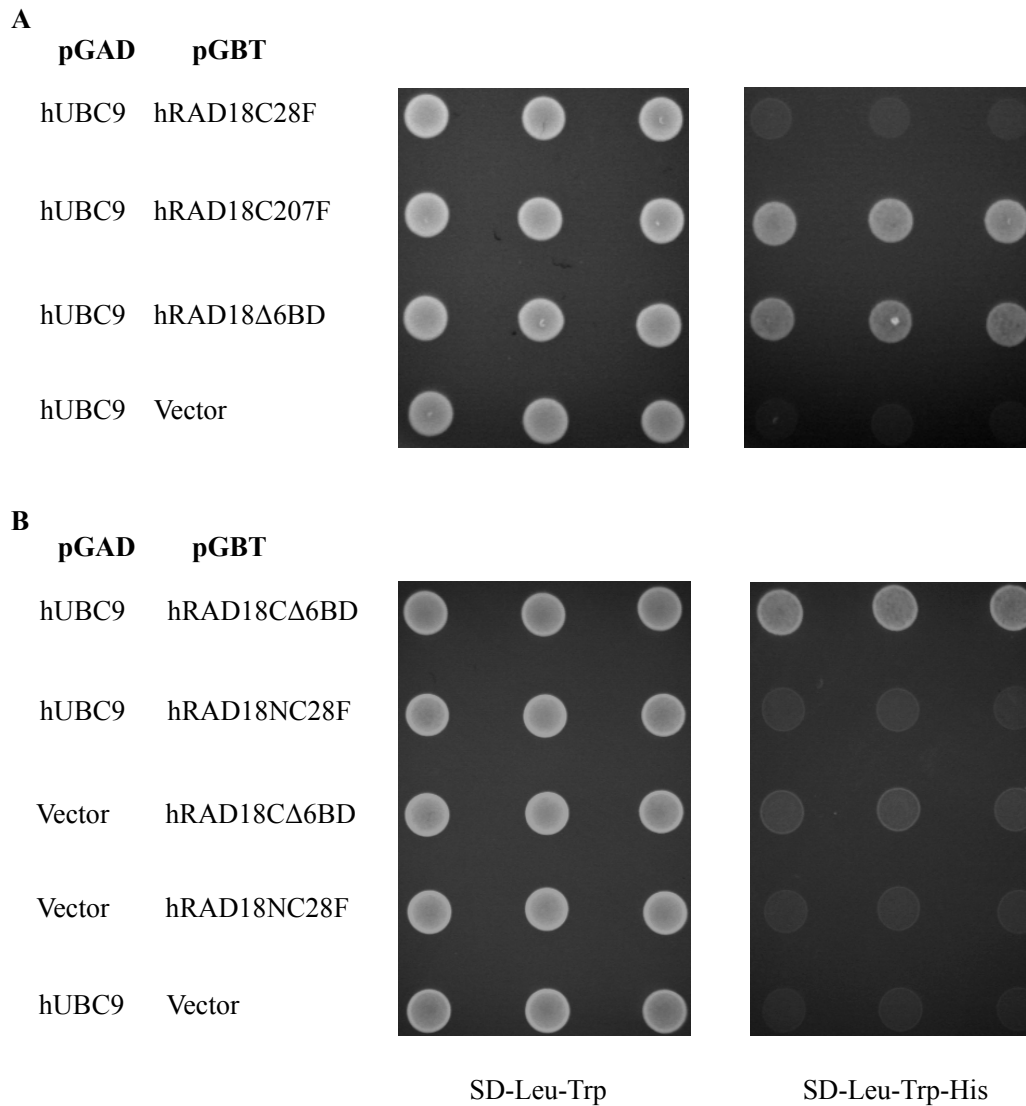 A
pGAD pGBT
hUBC9 hRAD18C28F
hUBC9 hRAD18C207F
hUBC9 hRAD18Δ6BD
hUBC9 Vector
B
pGAD pGBT
hUBC9 hRAD18CΔ6BD
hUBC9 hRAD18NC28F
Vector hRAD18CΔ6BD
Vector hRAD18NC28F
hUBC9 Vector
SD-Leu-Trp SD-Leu-Trp-His